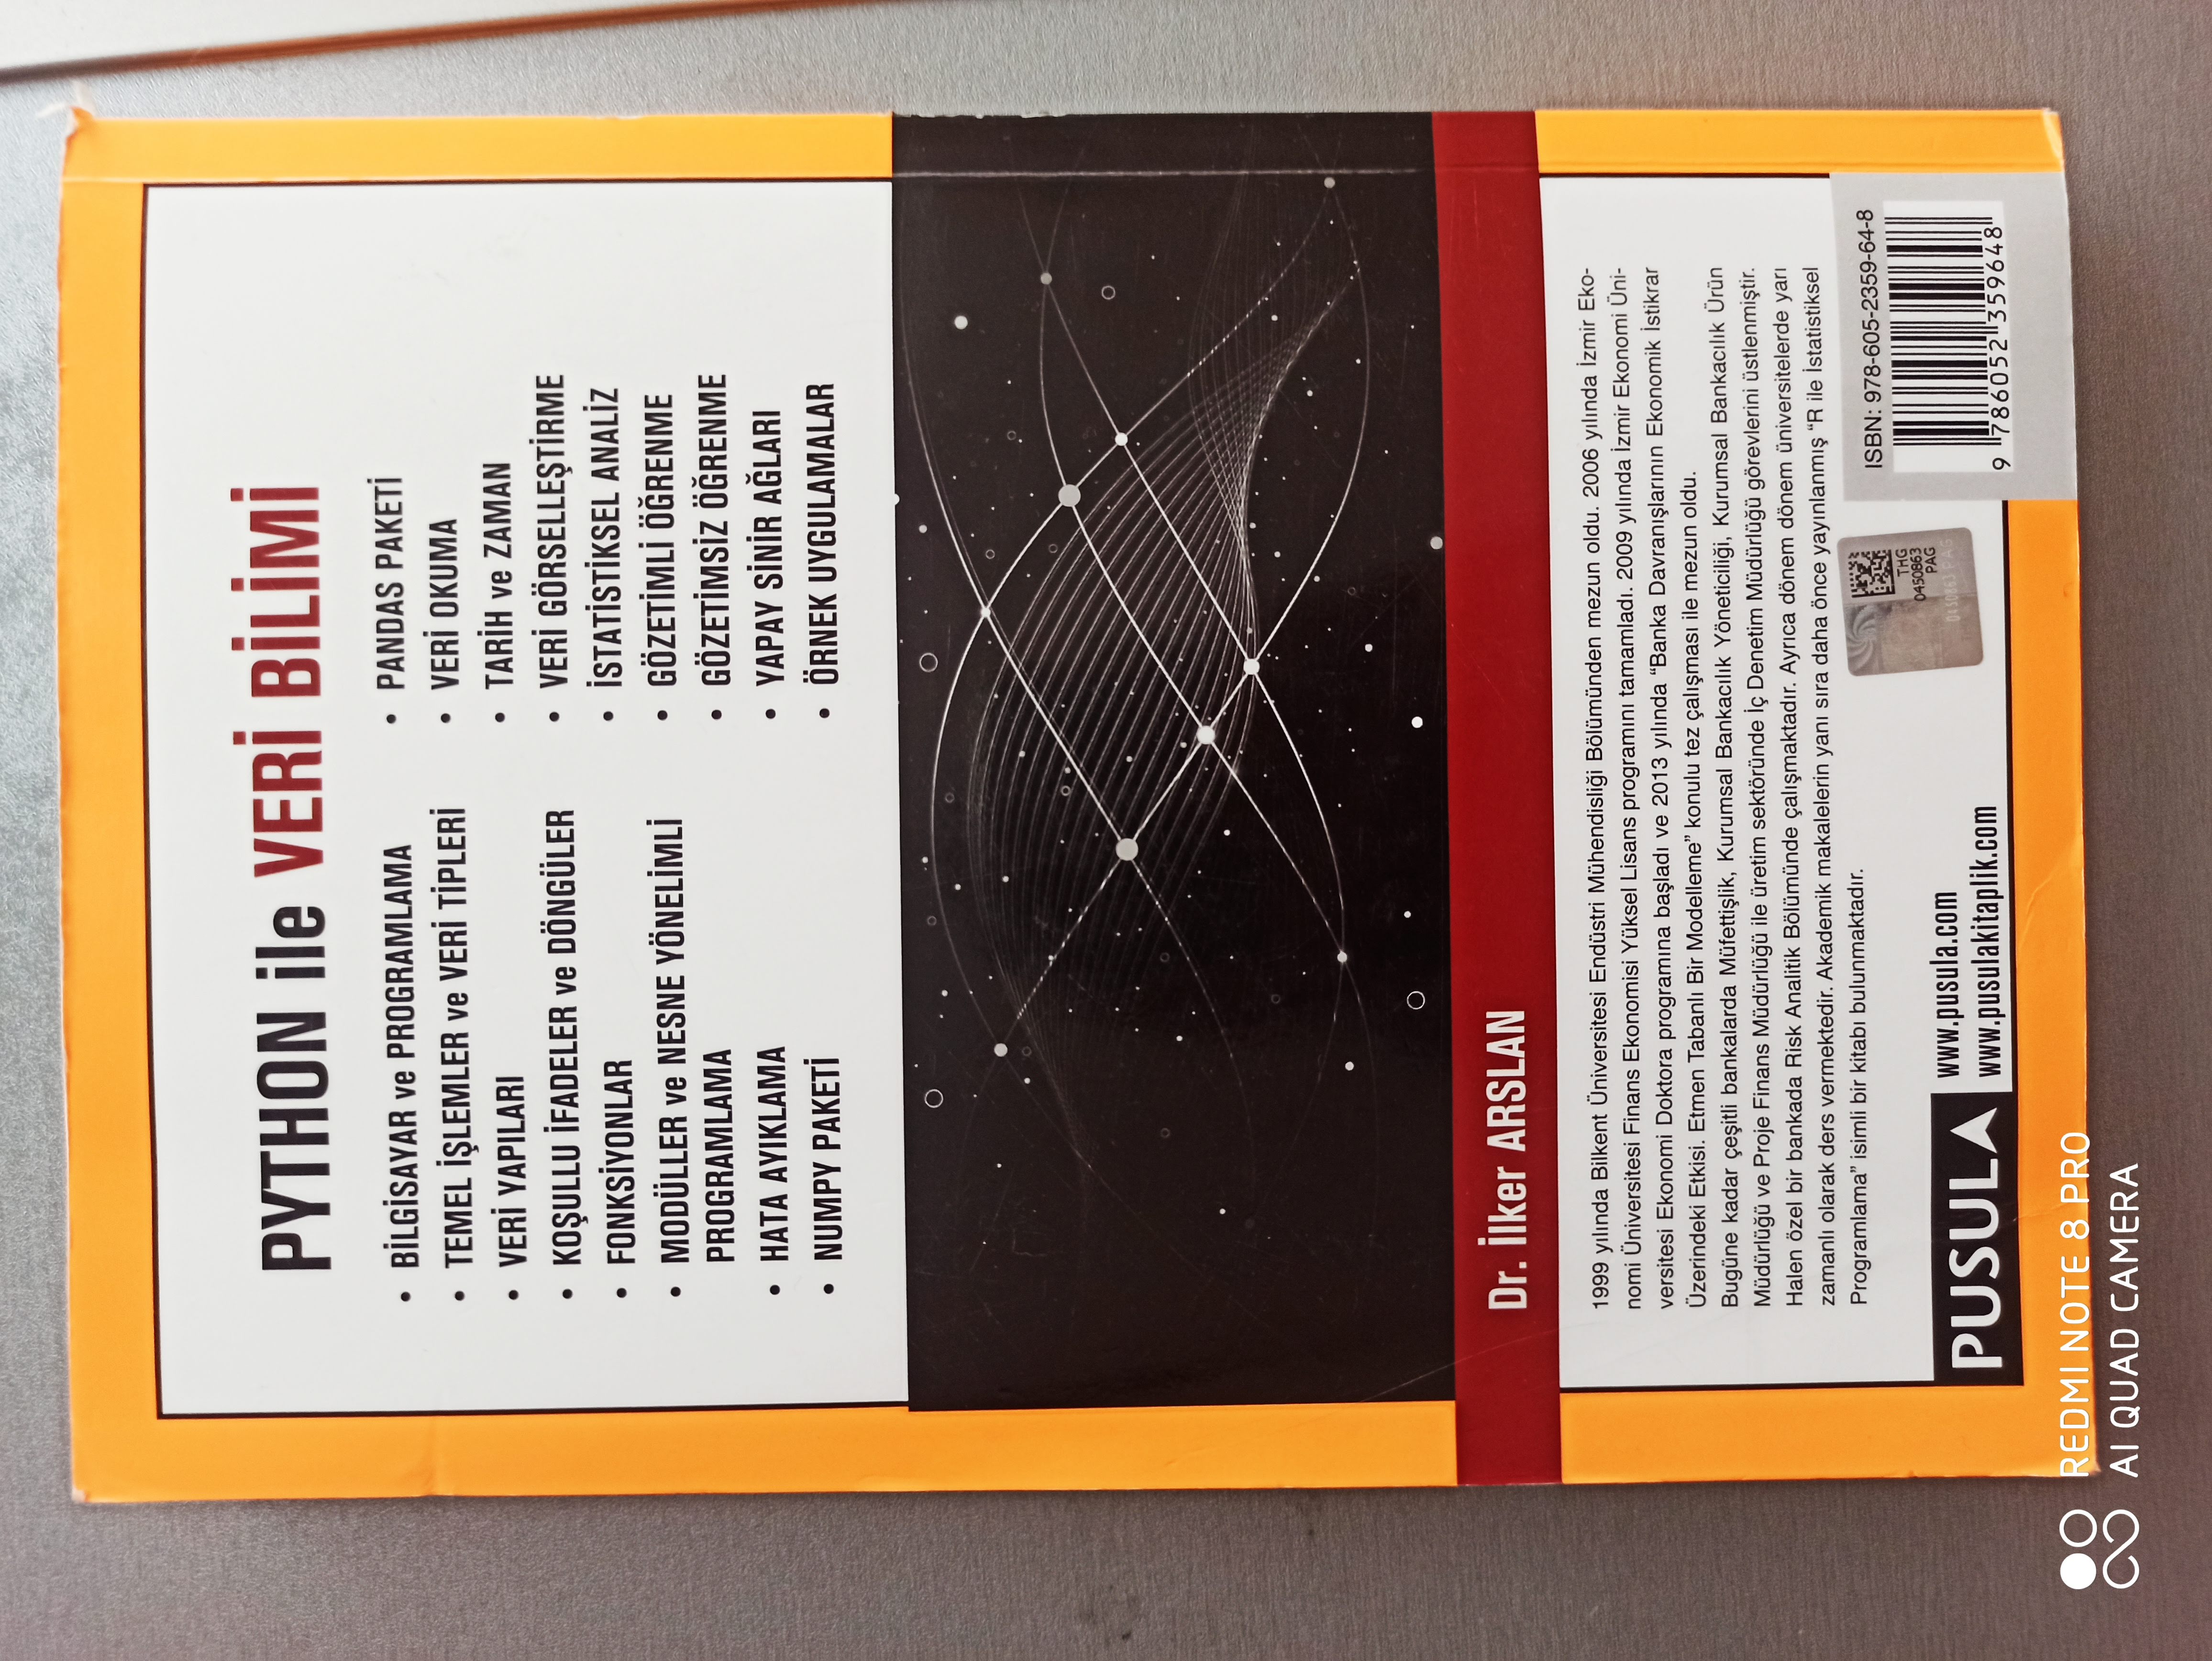 PYTHON ile VERİ BİLİMİ
• BİLGİSAYAR ve PROGRAMLAMA
• TEMEL İŞLEMLER ve VERİ TİPLERİ
• VERİ YAPILARI
• KOŞULLU İFADELER ve DÖNGÜLER
• FONKSİYONLAR
• MODÜLLER ve NESNE YÖNELİMLİ
PROGRAMLAMA
• HATA AYIKLAMA
• NUMPY PAKETİ
• PANDAS PAKETİ
• VERİ OKUMA
• TARİH ve ZAMAN
• VERİ GÖRSELLEŞTİRME
• İSTATİSTİKSEL ANALİZ
• GÖZETİMLİ ÖĞRENME
• GÖZETİMSİZ ÖĞRENME
• YAPAY SİNİR AĞLARI
• ÖRNEK UYGULAMALAR
Dr. İlker ARSLAN
1999 yılında Bilkent Üniversitesi Endüstri Mühendisliği Bölümünden mezun oldu. 2006 yılında İzmir Eko-
nomi Üniversitesi Finans Ekonomisi Yüksel Lisans programını tamamladı. 2009 yılında İzmir Ekonomi Üni-
versitesi Ekonomi Doktora programına başladı ve 2013 yılında “Banka Davranışlarının Ekonomik İstikrar
Üzerindeki Etkisi. Etmen Tabanlı Bir Modelleme” konulu tez çalışması ile mezun oldu.
Bugüne kadar çeşitli bankalarda Müfettişlik, Kurumsal Bankacılık Yöneticiliği, Kurumsal Bankacılık Ürün
Müdürlüğü ve Proje Finans Müdürlüğü ile üretim sektöründe İç Denetim Müdürlüğü görevlerini üstlenmiştir.
Halen özel bir bankada Risk Analitik Bölümünde çalışmaktadır. Ayrıca dönem dönem üniversitelerde yarı
zamanlı olarak ders vermektedir. Akademik makalelerin yanı sıra daha önce yayınlanmış “R ile İstatistiksel
Programlama” isimli bir kitabı bulunmaktadır.
PUSULA
www.pusula.com
www.pusulakitaplik.com
THG
0450863
PAG
0450863 PAG
ISBN: 978-605-2359-64-8
9 786052 359648
REDMI NOTE 8 PRO
AI QUAD CAMERA